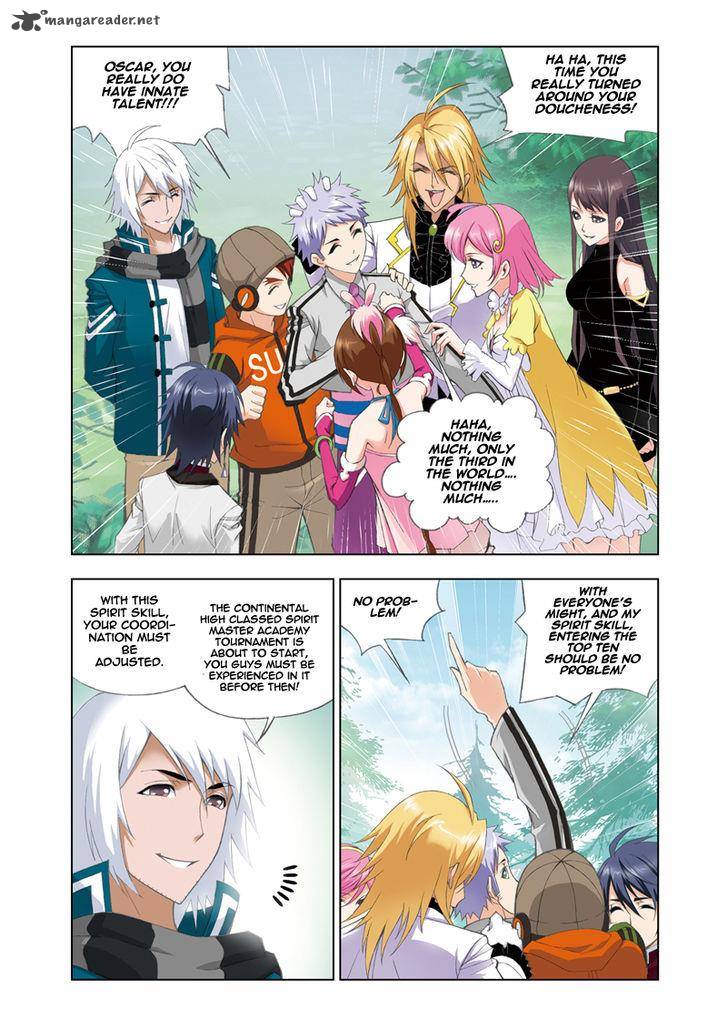 mangareader.net
OSCAR, YOU
REALLY DO
HAVE INNATE
TALENT!!!
HA HA, THIS
TIME YOU
REALLY TURNED
AROUND YOUR
DOUCHENESS!
SU
HAHA,
NOTHING
MUCH, ONLY
THE THIRD IN
THE WORLD....
NOTHING
MUCH.....
WITH THIS
SPIRIT SKILL,
YOUR COORDI-
NATION MUST
BE
ADJUSTED.
THE CONTINENTAL
HIGH CLASSED SPIRIT
MASTER ACADEMY
TOURNAMENT IS
ABOUT TO START,
YOU GUYS MUST BE
EXPERIENCED IN IT
BEFORE THEN!
NO PROB-
LEM!
WITH
EVERYONE'S
MIGHT, AND MY
SPIRIT SKILL,
ENTERING THE
TOP TEN
SHOULD BE NO
PROBLEM!